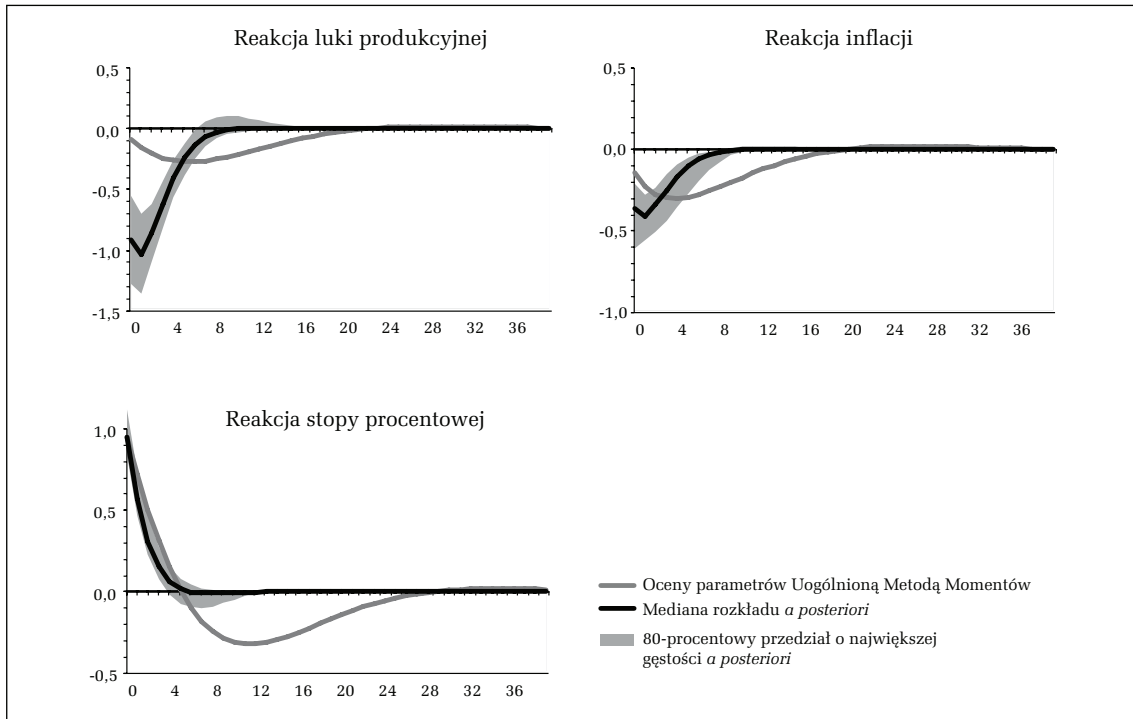 Reakcja luki produkcyjnej
0,5
0,0
-0,5
-1,0
-1,5
0 4 8 12 16 20 24 28 32 36
Reakcja inflacji
0,5
0,0
-0,5
-1,0
0 4 8 12 16 20 24 28 32 36
Reakcja stopy procentowej
1,0
0,5
0,0
-0,5
0 4 8 12 16 20 24 28 32 36
Oceny parametrów Uogólnioną Metodą Momentów
Mediana rozkładu a posteriori
80-procentowy przedział o największej
gęstości a posteriori